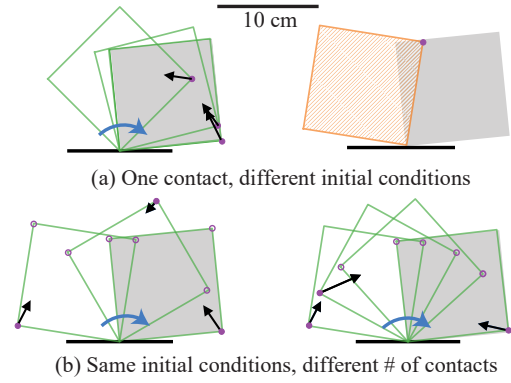 10 cm
(a) One contact, different initial conditions
(b) Same initial conditions, different # of contacts